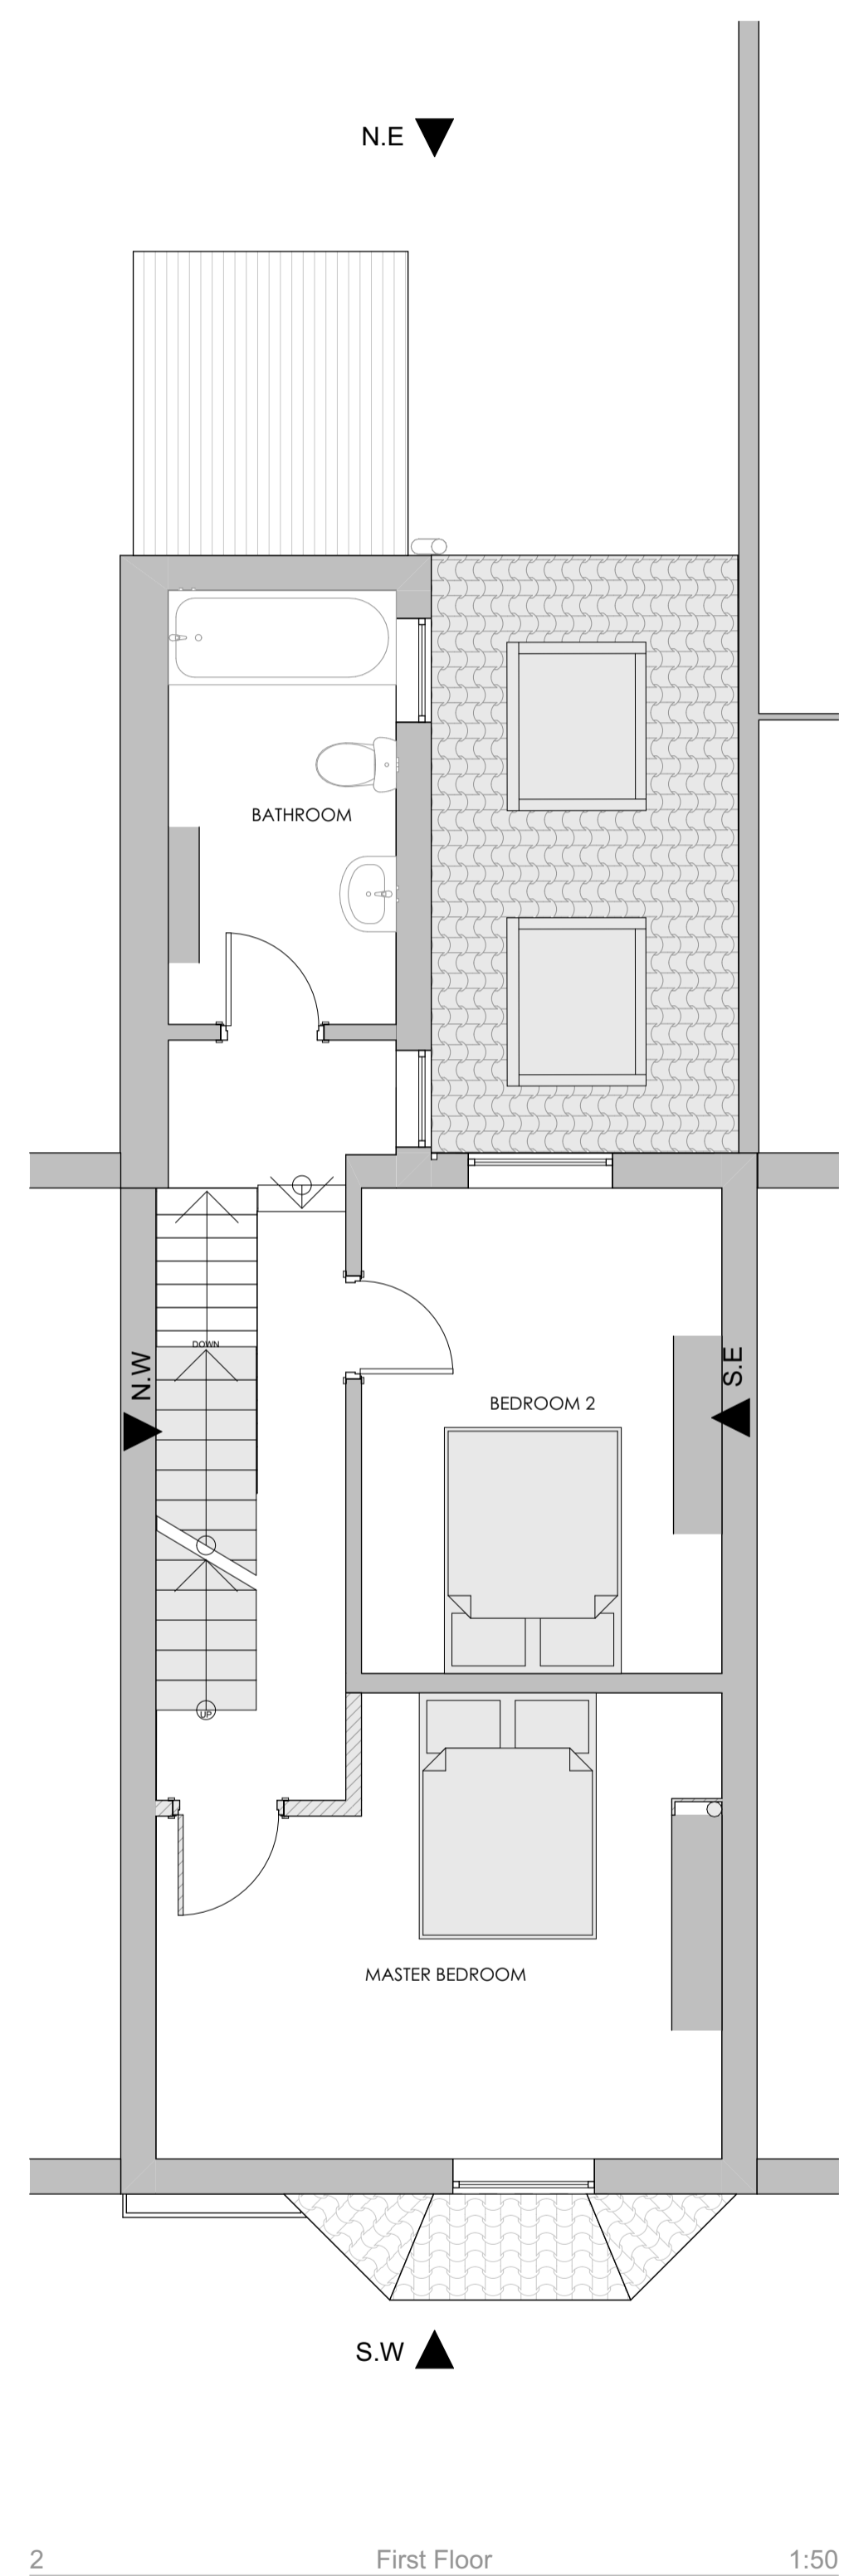 N.E
BATHROOM
DOWN
N.W
S.E
BEDROOM 2
UP
MASTER BEDROOM
S.W
2 First Floor 1:50